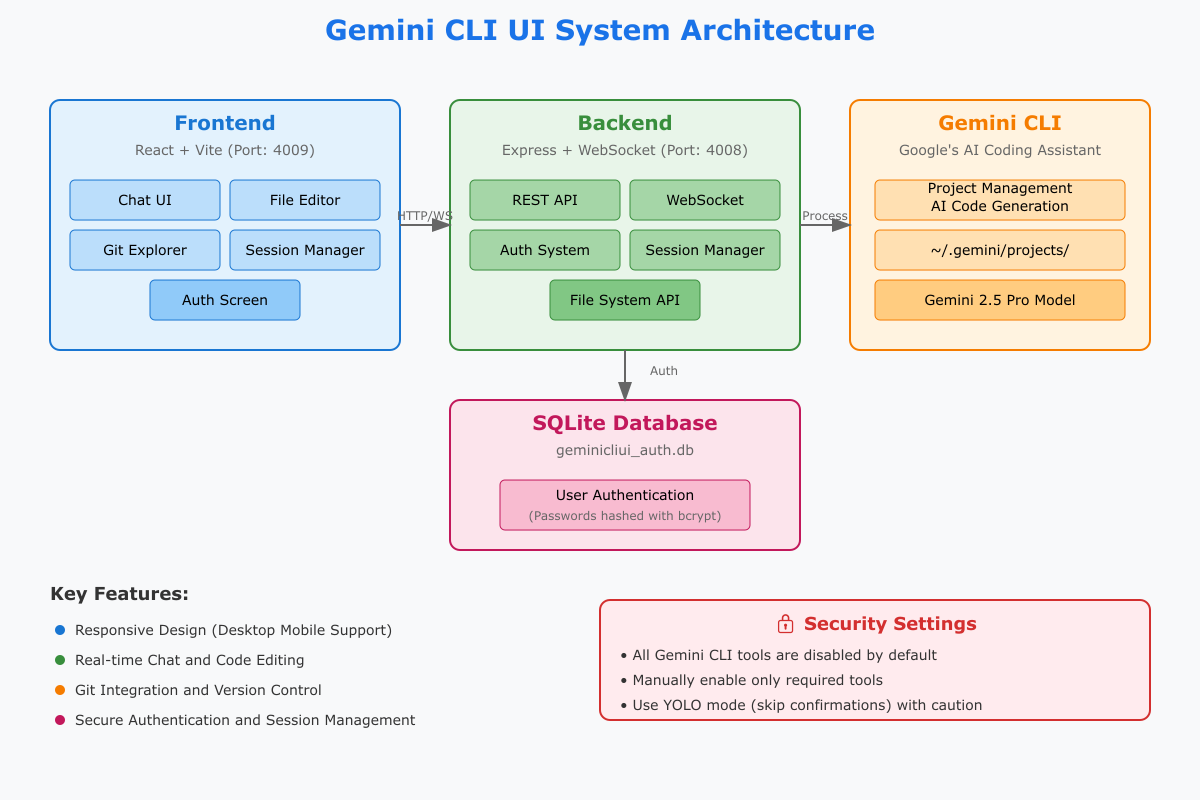 Gemini CLI UI System Architecture
Frontend
React + Vite (Port: 4009)
Chat UI
File Editor
Git Explorer
Session Manager
Auth Screen
HTTP/WS
Backend
Express + WebSocket (Port: 4008)
REST API
WebSocket
Auth System
Session Manager
File System API
Process
Gemini CLI
Google's AI Coding Assistant
Project Management
AI Code Generation
~/.gemini/projects/
Gemini 2.5 Pro Model
Auth
SQLite Database
geminicliui_auth.db
User Authentication
(Passwords hashed with bcrypt)
Key Features:
Responsive Design (Desktop Mobile Support)
Real-time Chat and Code Editing
Git Integration and Version Control
Secure Authentication and Session Management
Security Settings
• All Gemini CLI tools are disabled by default
• Manually enable only required tools
• Use YOLO mode (skip confirmations) with caution